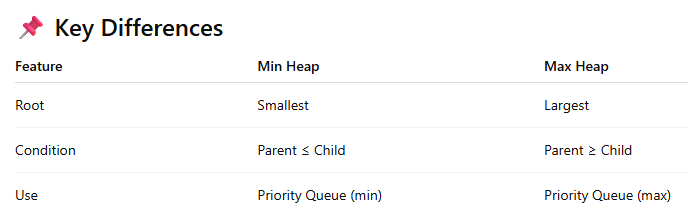 📌 Key Differences
Feature Min Heap Max Heap
Root Smallest Largest
Condition Parent ≤ Child Parent ≥ Child
Use Priority Queue (min) Priority Queue (max)